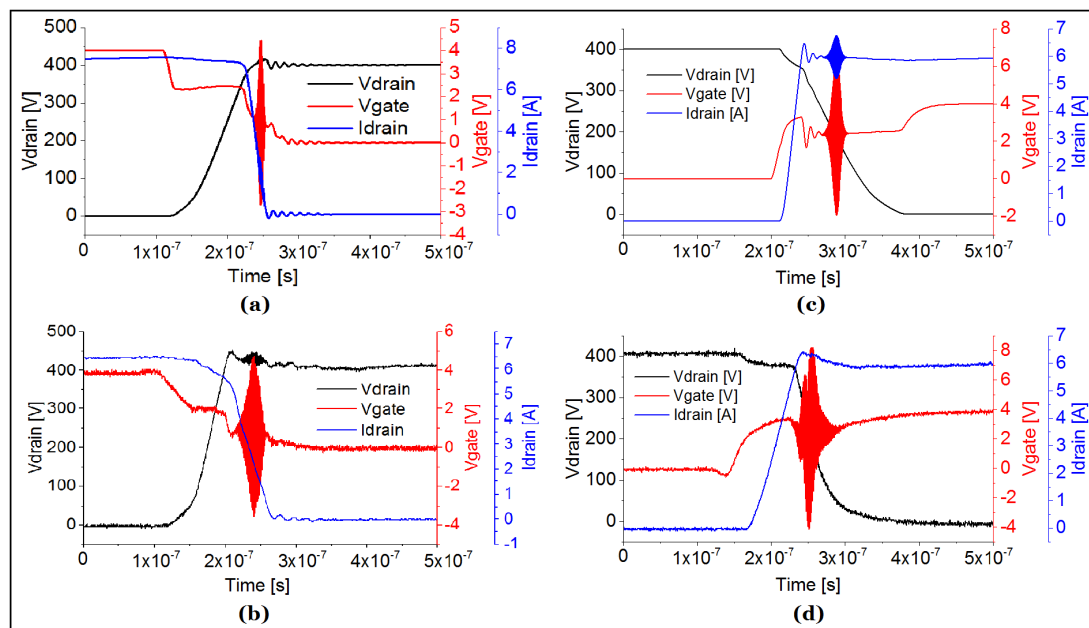 500
400
300
200
100
0
Vdrain [V]
Vdrain
Vgate
Idrain
5
4
3
2
1
0
-1
-2
-3
-4
Vgate [V]
8
6
4
2
0
Idrain [A]
0 1x10-7 2x10-7 3x10-7 4x10-7 5x10-7
Time [s]
(a)
400
300
200
100
0
Vdrain [V]
Vdrain [V]
Vgate [V]
Idrain [A]
8
6
4
2
0
-2
Vgate [V]
7
6
5
4
3
2
1
0
Idrain [A]
0 1x10-7 2x10-7 3x10-7 4x10-7 5x10-7
Time [s]
(c)
500
400
300
200
100
0
Vdrain [V]
Vdrain
Vgate
Idrain
6
4
2
0
-2
-4
Vgate [V]
7
6
5
4
3
2
1
0
-1
Idrain [A]
0 1x10-7 2x10-7 3x10-7 4x10-7 5x10-7
Time [s]
(b)
400
300
200
100
0
Vdrain [V]
Vdrain [V]
Vgate [V]
Idrain [A]
8
6
4
2
0
-2
-4
Vgate [V]
7
6
5
4
3
2
1
0
Idrain [A]
0 1x10-7 2x10-7 3x10-7 4x10-7 5x10-7
Time [s]
(d)